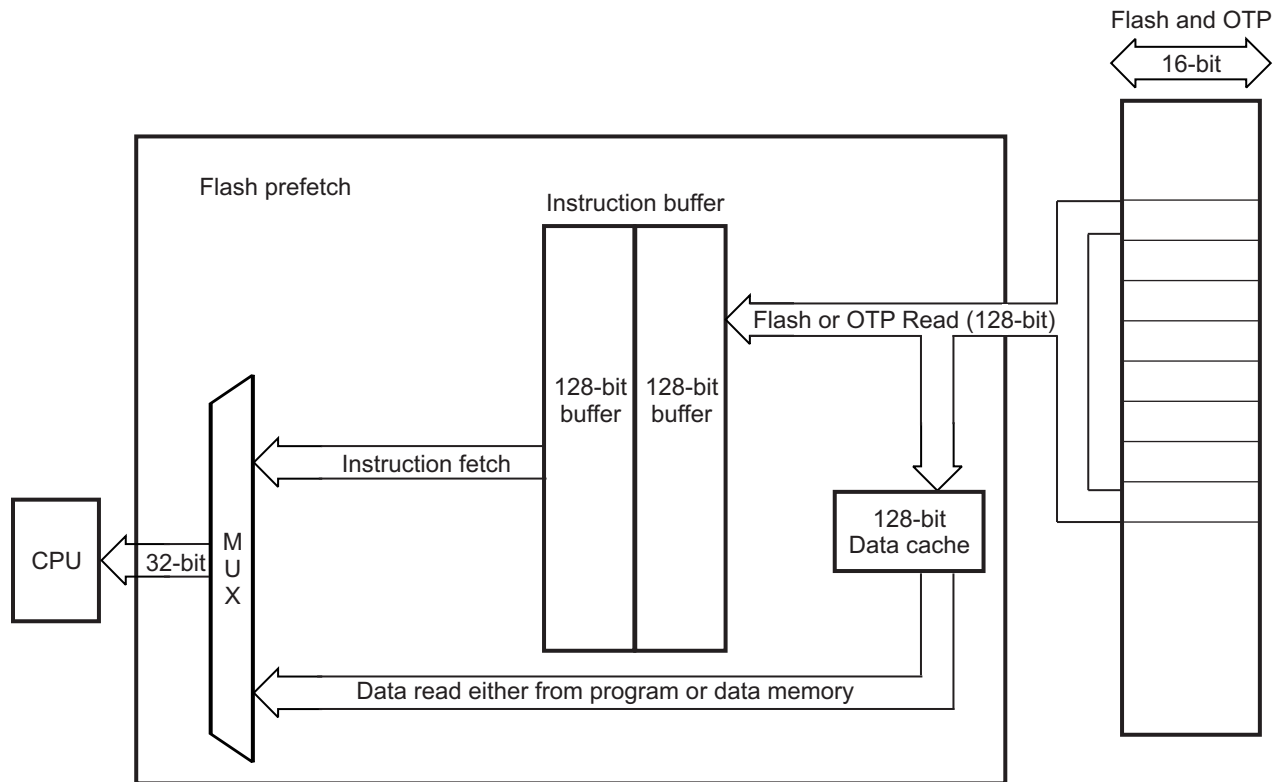 Flash and OTP
16-bit
Flash prefetch
Instruction buffer
Flash or OTP Read (128-bit)
128-bit
buffer
128-bit
buffer
Instruction fetch
128-bit
Data cache
CPU
32-bit
M
U
X
Data read either from program or data memory